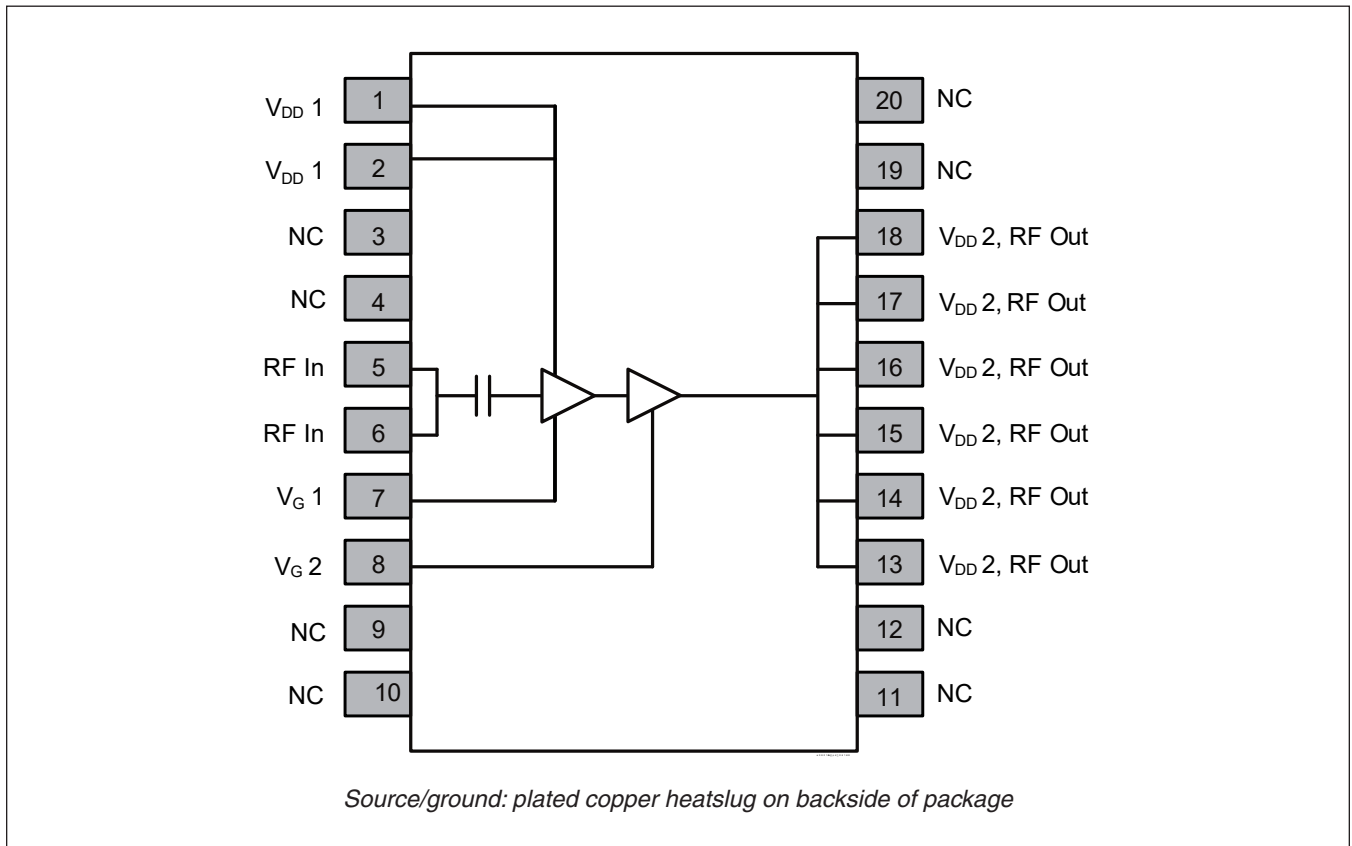 V_DD 1 1 20 NC
V_DD 1 2 19 NC
NC 3 18 V_DD 2, RF Out
NC 4 17 V_DD 2, RF Out
RF In 5 16 V_DD 2, RF Out
RF In 6 15 V_DD 2, RF Out
V_G 1 7 14 V_DD 2, RF Out
V_G 2 8 13 V_DD 2, RF Out
NC 9 12 NC
NC 10 11 NC
Source/ground: plated copper heatslug on backside of package